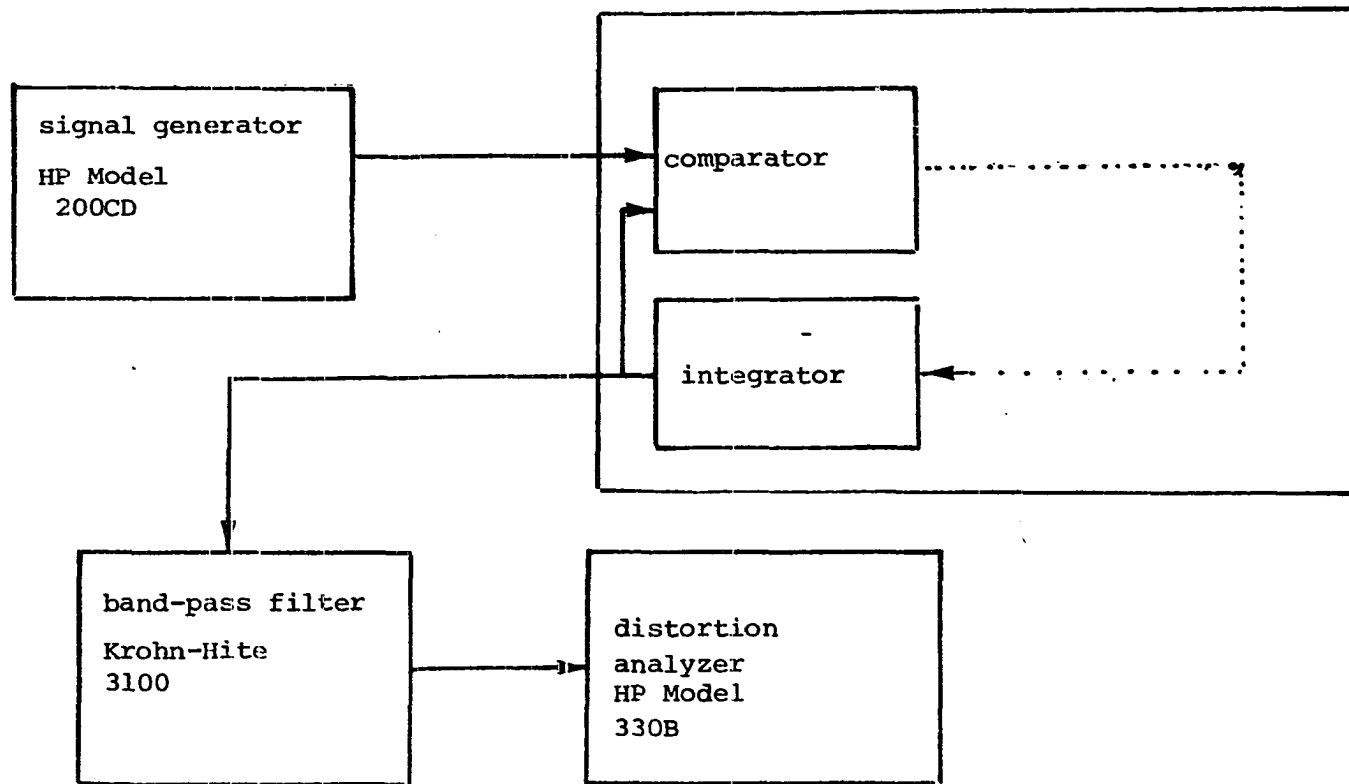 signal generator
HP Model
200CD
comparator
integrator
band-pass filter
Krohn-Hite
3100
distortion
analyzer
HP Model
330B